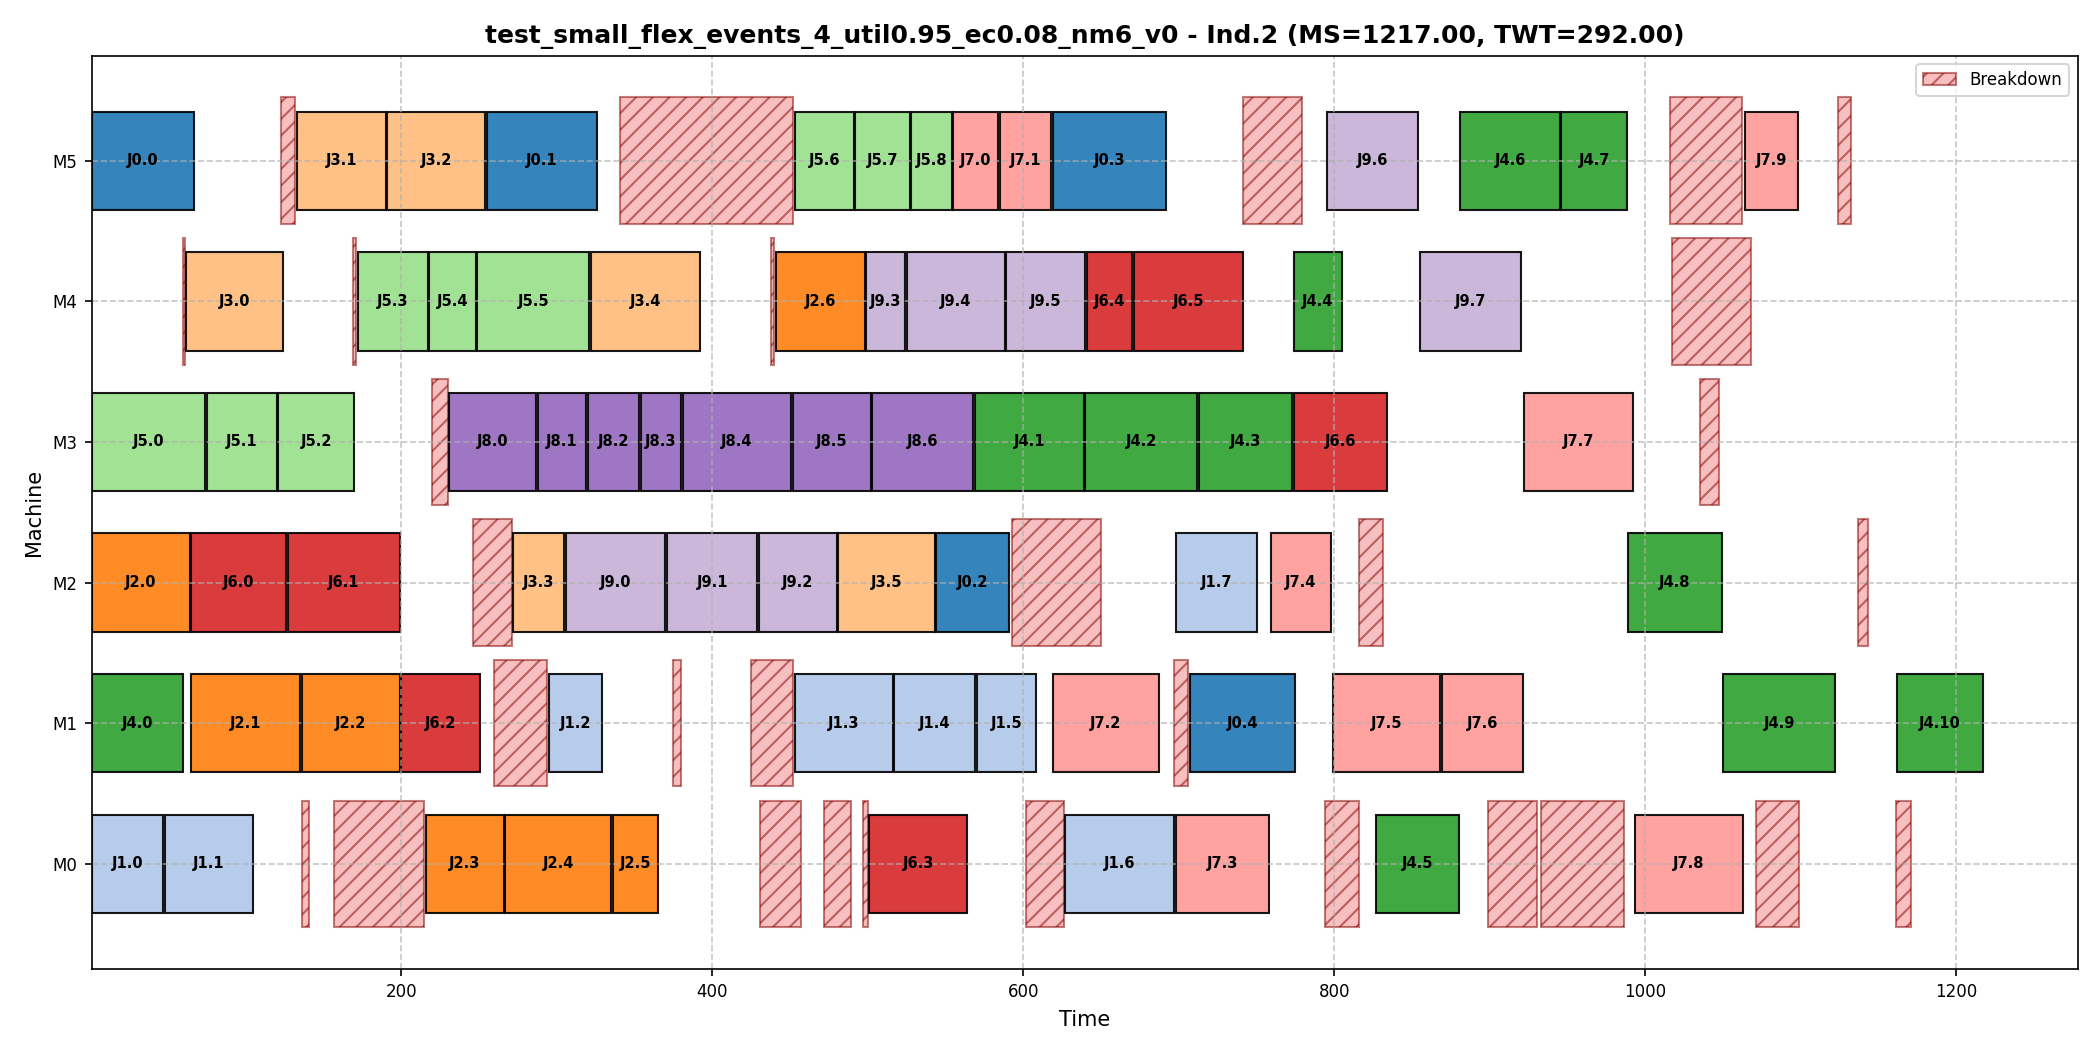 test_small_flex_events_4_util0.95_ec0.08_nm6_v0 - Ind.2 (MS=1217.00, TWT=292.00)
Breakdown
M5
J0.0 J3.1 J3.2 J0.1 J5.6 J5.7 J5.8 J7.0 J7.1 J0.3 J9.6 J4.6 J4.7 J7.9
M4
J3.0 J5.3 J5.4 J5.5 J3.4 J2.6 J9.3 J9.4 J9.5 J6.4 J6.5 J4.4 J9.7
M3
J5.0 J5.1 J5.2 J8.0 J8.1 J8.2 J8.3 J8.4 J8.5 J8.6 J4.1 J4.2 J4.3 J6.6 J7.7
M2
J2.0 J6.0 J6.1 J3.3 J9.0 J9.1 J9.2 J3.5 J0.2 J1.7 J7.4 J4.8
M1
J4.0 J2.1 J2.2 J6.2 J1.2 J1.3 J1.4 J1.5 J7.2 J0.4 J7.5 J7.6 J4.9 J4.10
M0
J1.0 J1.1 J2.3 J2.4 J2.5 J6.3 J1.6 J7.3 J4.5 J7.8
Machine
200 400 600 800 1000 1200
Time